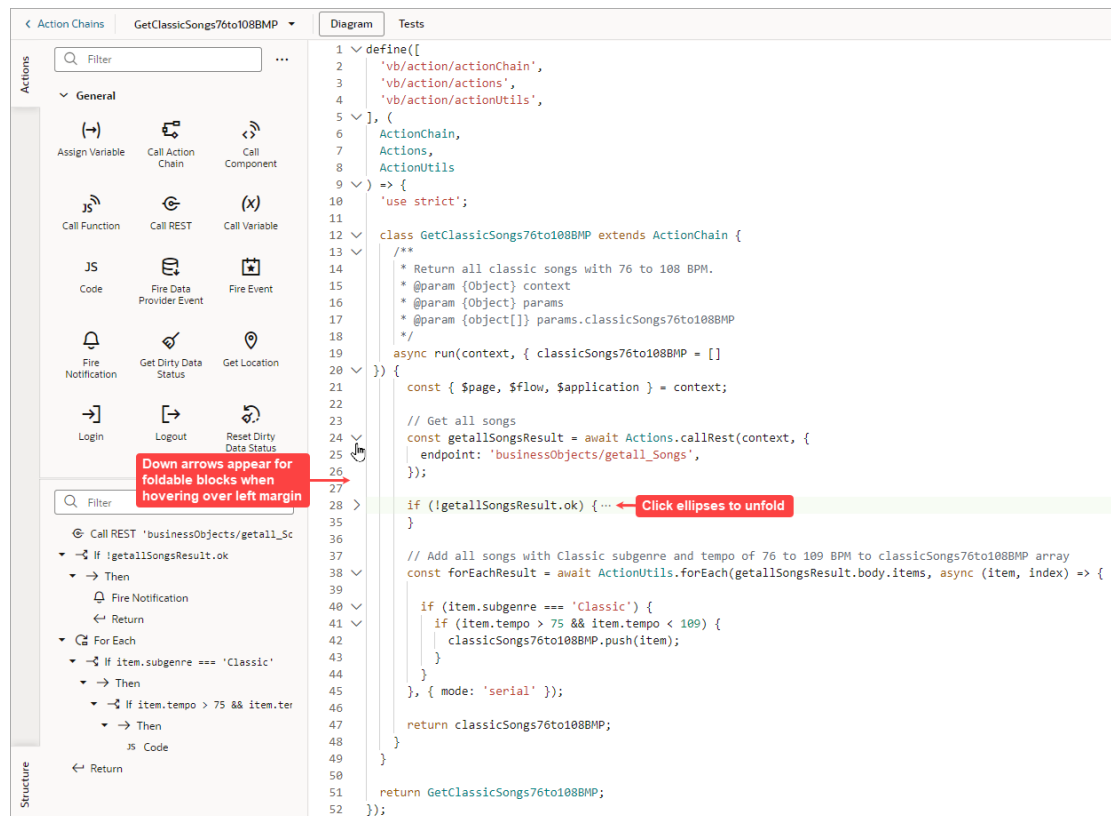 Action Chains
GetClassicSongs76to108BMP
Diagram
Tests
Actions
Filter
...
General
Assign Variable
Call Action
Chain
Call
Component
Call Function
Call REST
Call Variable
JS
Code
Fire Data
Provider Event
Fire Event
Fire
Notification
Get Dirty Data
Status
Get Location
Login
Logout
Reset Dirty
Data Status
Down arrows appear for
foldable blocks when
hovering over left margin
Filter
Call REST 'businessObjects/getall_Sc
If !getallSongsResult.ok
Then
Fire Notification
Return
For Each
If item.subgenre === 'Classic'
Then
If item.tempo > 75 && item.ter
Then
JS Code
Return
Structure
1 define([
2 'vb/action/actionChain',
3 'vb/action/actions',
4 'vb/action/actionUtils',
5 ], (
6 ActionChain,
7 Actions,
8 ActionUtils
9 ) => {
10 'use strict';
11
12 class GetClassicSongs76to108BMP extends ActionChain {
13 /**
14 * Return all classic songs with 76 to 108 BPM.
15 * @param {Object} context
16 * @param {Object} params
17 * @param {object[]} params.classicSongs76to108BMP
18 */
19 async run(context, { classicSongs76to108BMP = []
20 }) {
21 const { $page, $flow, $application } = context;
22
23 // Get all songs
24 const getallSongsResult = await Actions.callRest(context, {
25 endpoint: 'businessObjects/getall_Songs',
26 });
27
28 if (!getallSongsResult.ok) {... Click ellipses to unfold
35 }
36
37 // Add all songs with Classic subgenre and tempo of 76 to 109 BPM to classicSongs76to108BMP array
38 const forEachResult = await ActionUtils.forEach(getallSongsResult.body.items, async (item, index) => {
39
40 if (item.subgenre === 'Classic') {
41 if (item.tempo > 75 && item.tempo < 109) {
42 classicSongs76to108BMP.push(item);
43 }
44 }
45 }, { mode: 'serial' });
46
47 return classicSongs76to108BMP;
48 }
49 }
50
51 return GetClassicSongs76to108BMP;
52 });